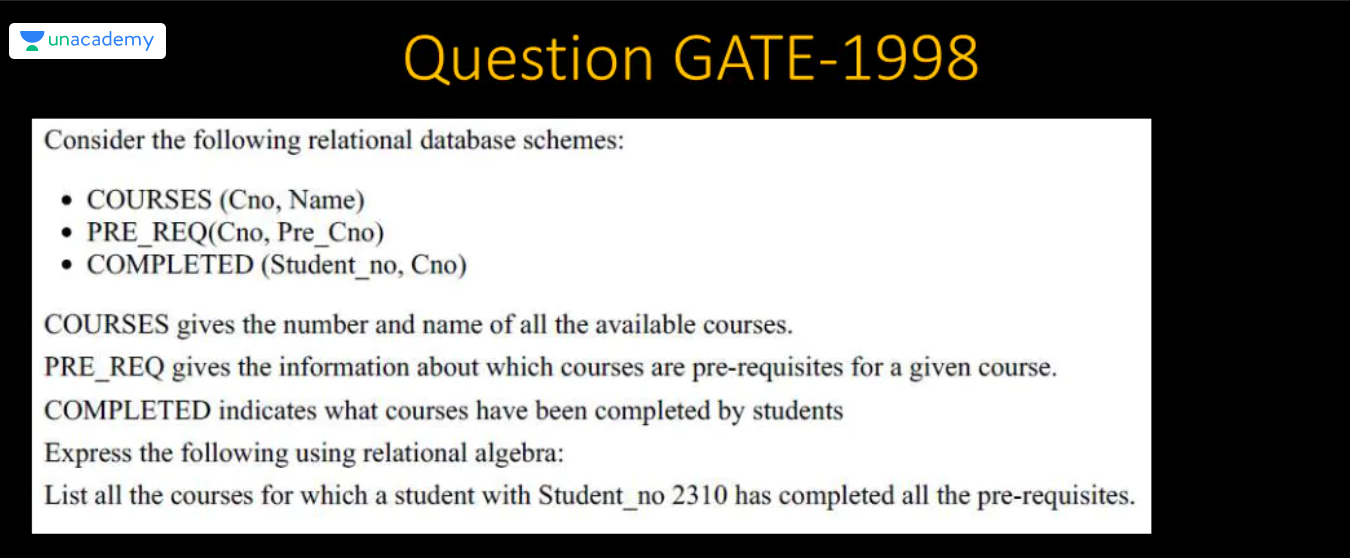 unacademy
Question GATE-1998
Consider the following relational database schemes:
• COURSES (Cno, Name)
• PRE_REQ(Cno, Pre_Cno)
• COMPLETED (Student_no, Cno)
COURSES gives the number and name of all the available courses.
PRE_REQ gives the information about which courses are pre-requisites for a given course.
COMPLETED indicates what courses have been completed by students
Express the following using relational algebra:
List all the courses for which a student with Student_no 2310 has completed all the pre-requisites.